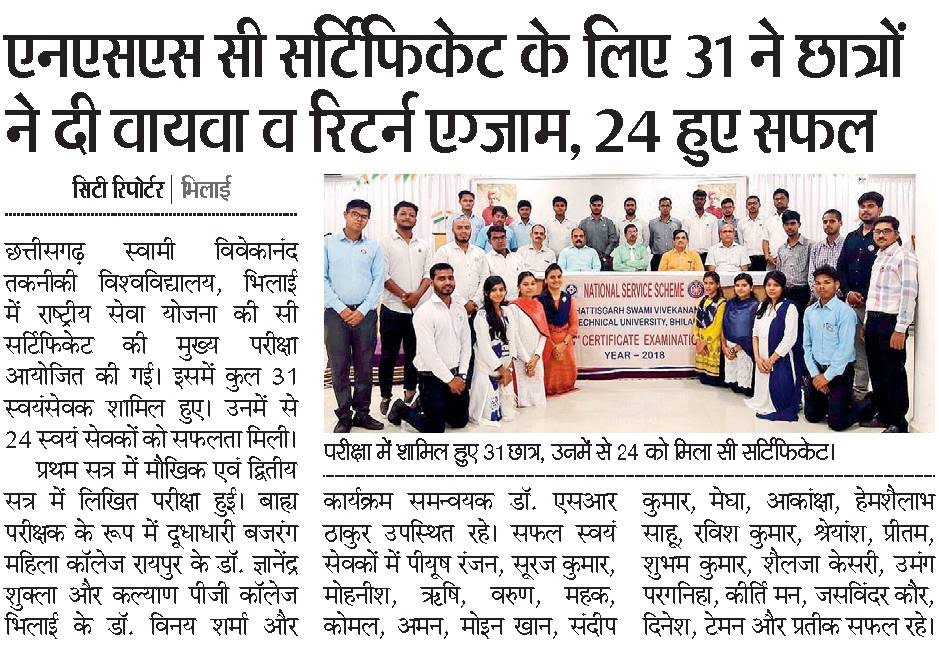 एनएसएस सी सर्टिफिकेट के लिए 31 ने छात्रों
ने दी वायवा व रिटर्न एग्जाम, 24 हुए सफल
सिटी रिपोर्टर | भिलाई
छत्तीसगढ़ स्वामी विवेकानंद
तकनीकी विश्वविद्यालय, भिलाई
में राष्ट्रीय सेवा योजना की सी
सर्टिफिकेट की मुख्य परीक्षा
आयोजित की गई। इसमें कुल 31
स्वयंसेवक शामिल हुए। उनमें से
24 स्वयं सेवकों को सफलता मिली।
प्रथम सत्र में मौखिक एवं द्वितीय
सत्र में लिखित परीक्षा हुई। बाह्य
परीक्षक के रूप में दूधाधारी बजरंग
महिला कॉलेज रायपुर के डॉ. ज्ञानेंद्र
शुक्ला और कल्याण पीजी कॉलेज
भिलाई के डॉ. विनय शर्मा और
NATIONAL SERVICE SCHEME
HATTISGARH SWAMI VIVEKANAN
TECHNICAL UNIVERSITY, BHILA
CERTIFICATE EXAMINATIO
YEAR – 2018
परीक्षा में शामिल हुए 31 छात्र, उनमें से 24 को मिला सी सर्टिफिकेट।
कार्यक्रम समन्वयक डॉ. एसआर
ठाकुर उपस्थित रहे। सफल स्वयं
सेवकों में पीयूष रंजन, सूरज कुमार,
मोहनीश, ऋषि, वरुण, महक,
कोमल, अमन, मोइन खान, संदीप
कुमार, मेघा, आकांक्षा, हेमशैलाभ
साहू, रविश कुमार, श्रेयांश, प्रीतम,
शुभम कुमार, शैलजा केसरी, उमंग
परगनिहा, कीर्ति मन, जसविंदर कौर,
दिनेश, टेमन और प्रतीक सफल रहे।